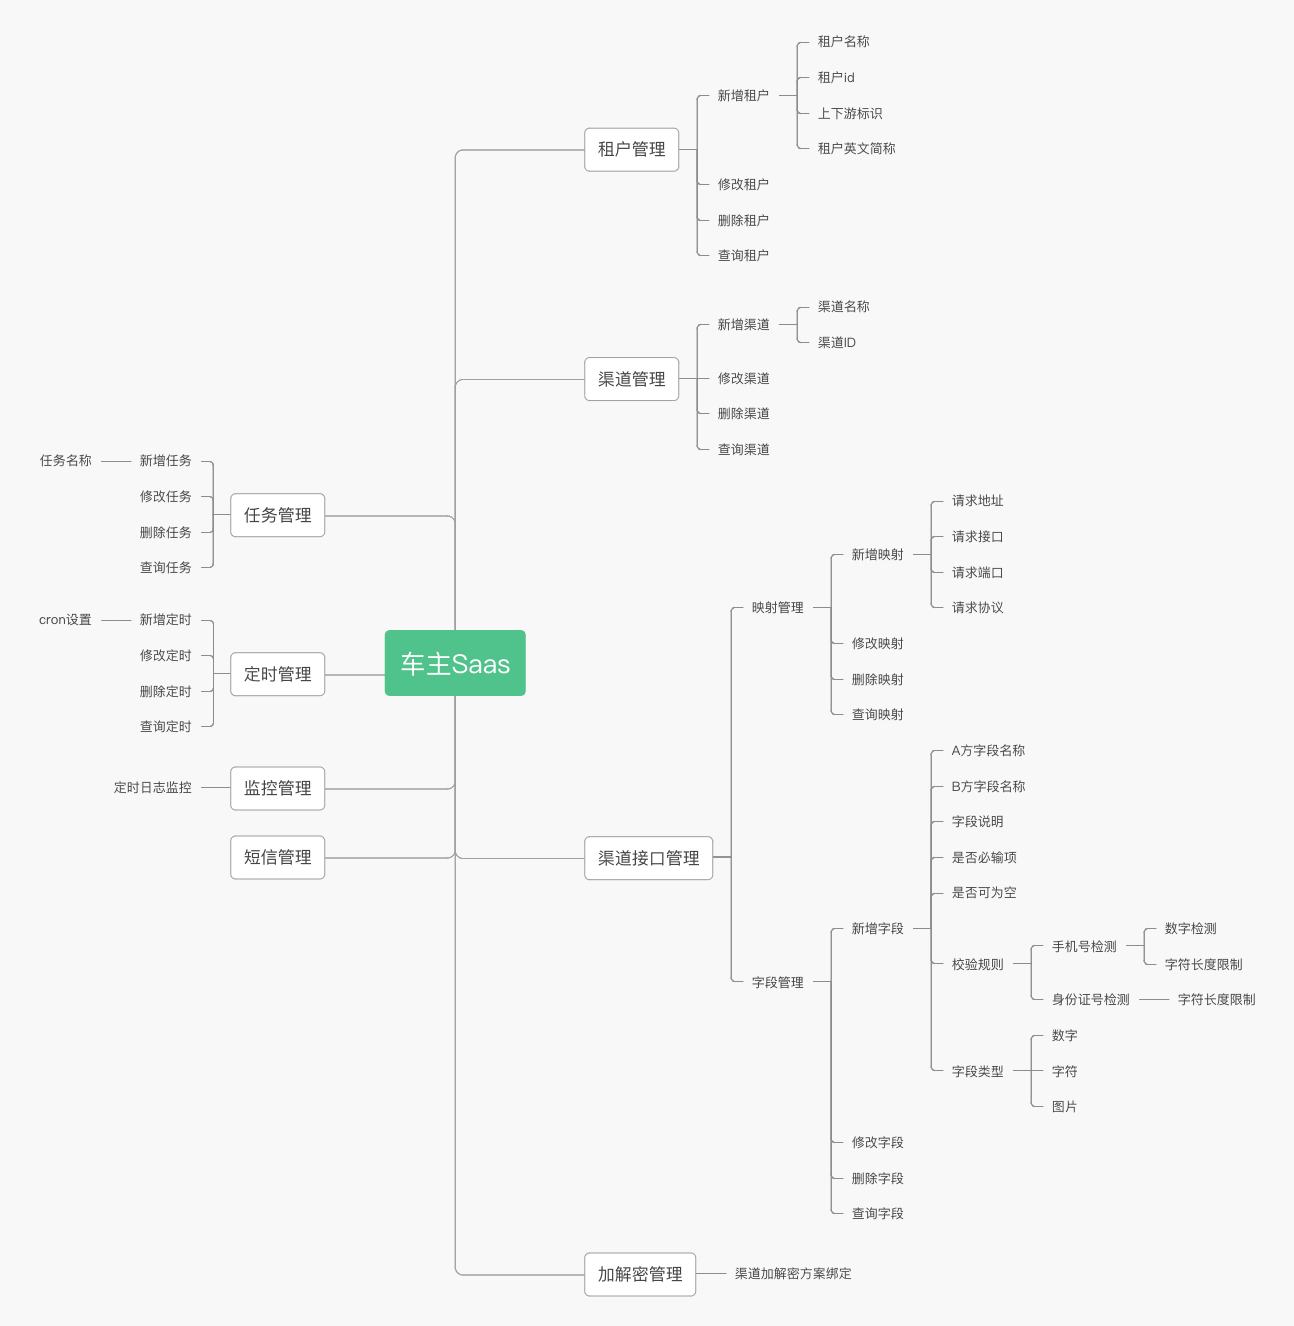 车主Saas
租户管理
新增租户
租户名称
租户id
上下游标识
租户英文简称
修改租户
删除租户
查询租户
渠道管理
新增渠道
渠道名称
渠道ID
修改渠道
删除渠道
查询渠道
渠道接口管理
映射管理
新增映射
请求地址
请求接口
请求端口
请求协议
修改映射
删除映射
查询映射
字段管理
新增字段
A方字段名称
B方字段名称
字段说明
是否必输项
是否可为空
校验规则
手机号检测
数字检测
字符长度限制
身份证号检测
字符长度限制
字段类型
数字
字符
图片
修改字段
删除字段
查询字段
加解密管理
渠道加解密方案绑定
任务管理
新增任务
任务名称
修改任务
删除任务
查询任务
定时管理
新增定时
cron设置
修改定时
删除定时
查询定时
监控管理
定时日志监控
短信管理